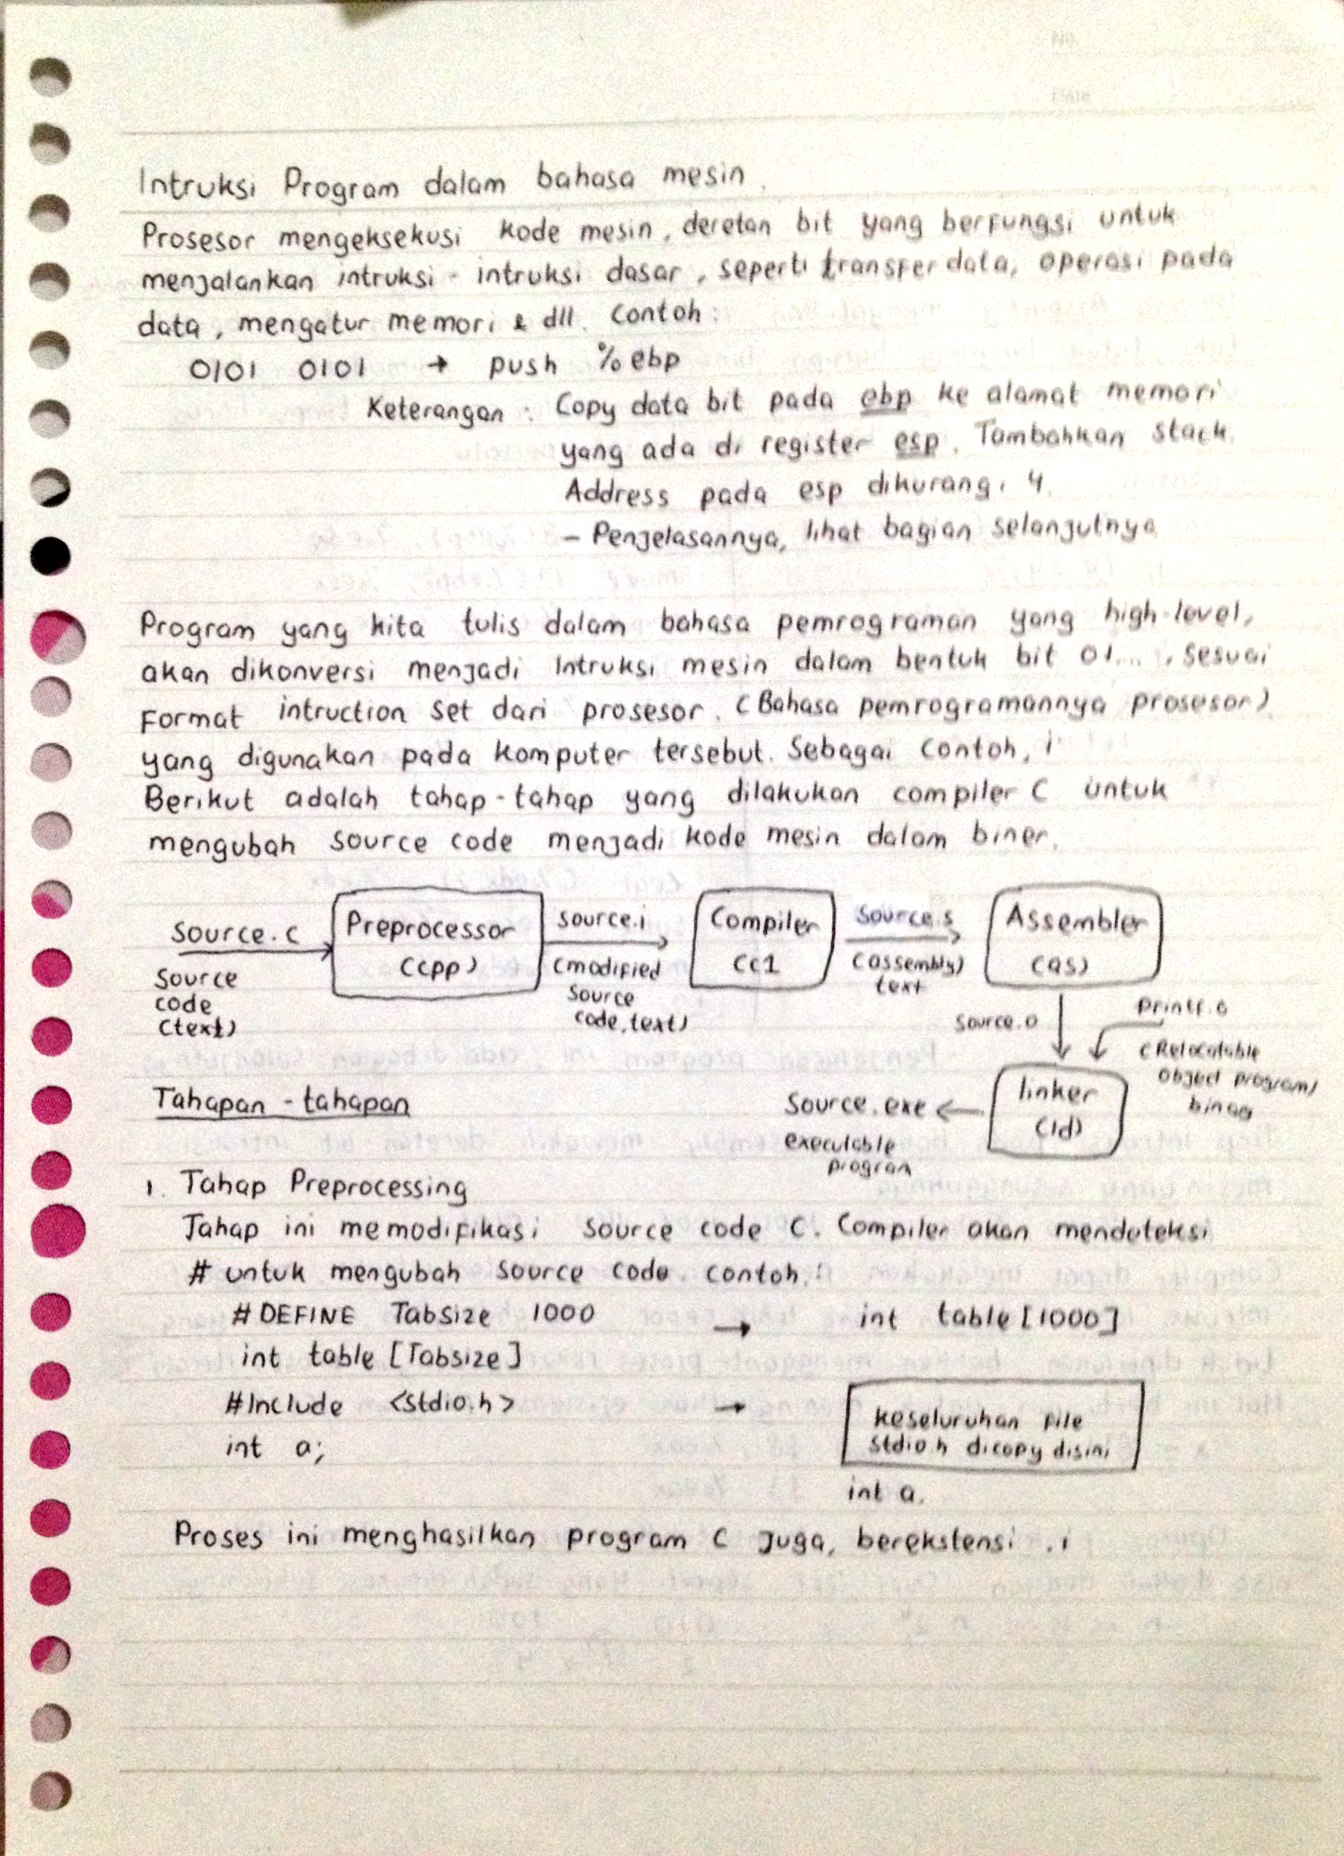 No.
Date
Intruksi Program dalam bahasa mesin.
Prosesor mengeksekusi kode mesin, deretan bit yang berfungsi untuk
menjalankan intruksi - intruksi dasar, seperti transfer data, operasi pada
data, mengatur memori & dll. Contoh:
0101 0101 → push %ebp
Keterangan : Copy data bit pada ebp ke alamat memori
yang ada di register esp. Tambahkan stack.
Address pada esp dikurangi 4.
- Penjelasannya, lihat bagian selanjutnya
Program yang kita tulis dalam bahasa pemrograman yang high-level,
akan dikonversi menjadi Intruksi mesin dalam bentuk bit 01...., sesuai
Format intruction set dari prosesor. (Bahasa pemrogramannya prosesor)
yang digunakan pada komputer tersebut. Sebagai contoh, i
Berikut adalah tahap-tahap yang dilakukan compiler C untuk
mengubah source code menjadi kode mesin dalam biner.
Source.c
Source
code
(text)
Preprocessor
(cpp)
source.i
(modified
source
code, text)
Compiler
(c1
Source.s
(assembly)
text
Assembler
(as)
Source.o
Printf.o
(Relocatable
object program)
binary
linker
(ld)
Source.exe
executable
program
Tahapan - tahapan
1. Tahap Preprocessing
Tahap ini memodifikasi source code C. Compiler akan mendeteksi
# untuk mengubah source code. contoh:
#DEFINE Tabsize 1000 → int table [1000]
int table [Tabsize]
#Include <stdio.h> →
keseluruhan file
stdio.h dicopy disini
int a;
int a.
Proses ini menghasilkan program C juga, berekstensi .i